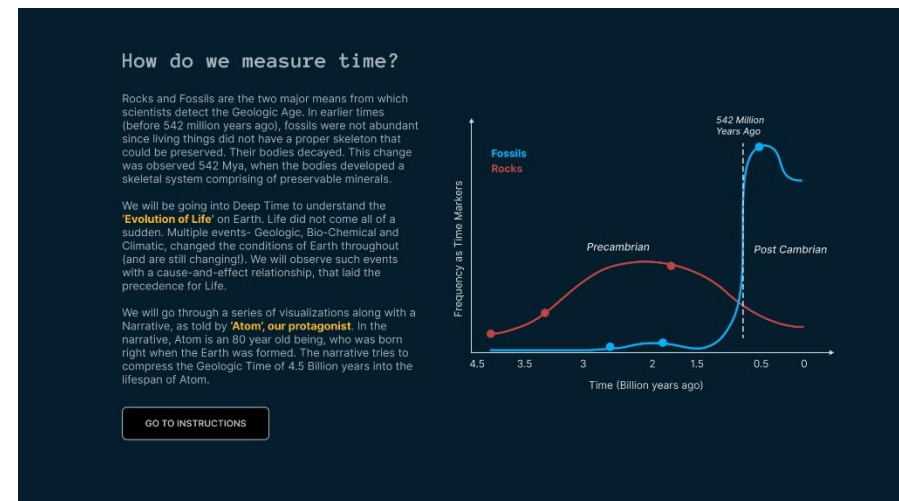 How do we measure time?
Rocks and Fossils are the two major means from which
scientists detect the Geologic Age. In earlier times
(before 542 million years ago), fossils were not abundant
since living things did not have a proper skeleton that
could be preserved. Their bodies decayed. This change
was observed 542 Mya, when the bodies developed a
skeletal system comprising of preservable minerals.
We will be going into Deep Time to understand the
'Evolution of Life' on Earth. Life did not come all of a
sudden. Multiple events- Geologic, Bio-Chemical and
Climatic, changed the conditions of Earth throughout
(and are still changing!). We will observe such events
with a cause-and-effect relationship, that laid the
precedence for Life.
We will go through a series of visualizations along with a
Narrative, as told by 'Atom', our protagonist. In the
narrative, Atom is an 80 year old being, who was born
right when the Earth was formed. The narrative tries to
compress the Geologic Time of 4.5 Billion years into the
lifespan of Atom.
GO TO INSTRUCTIONS
542 Million
Years Ago
Fossils
Rocks
Precambrian
Post Cambrian
Frequency as Time Markers
4.5 3.5 3 2 1.5 0.5 0
Time (Billion years ago)